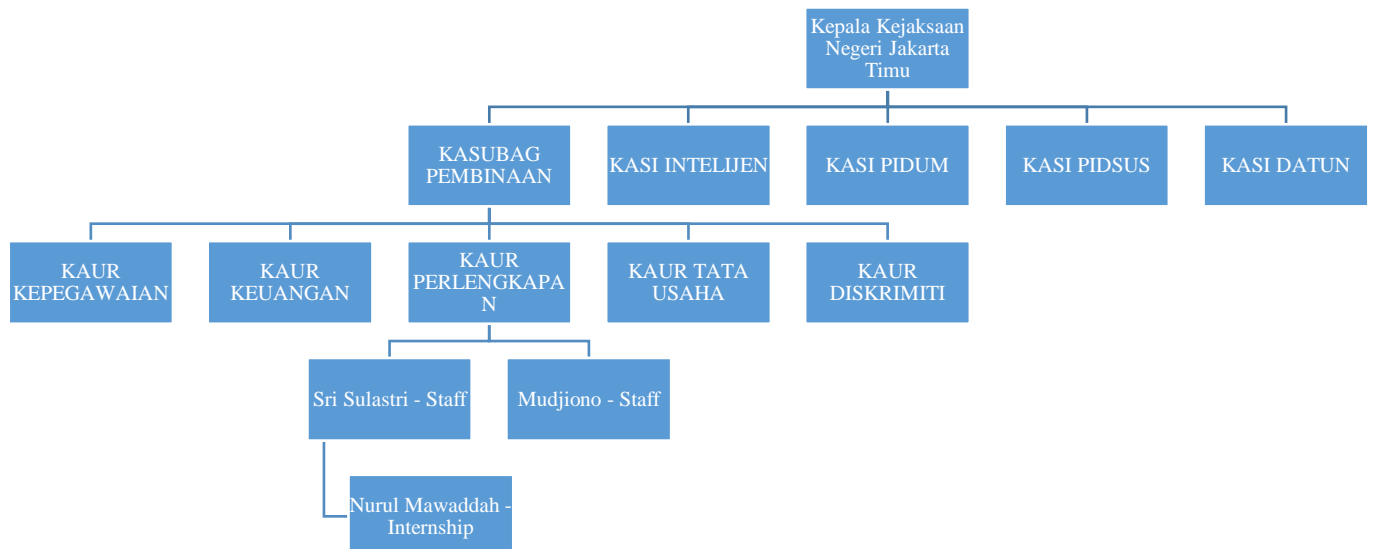 Kepala Kejaksaan
Negeri Jakarta
Timu
KASUBAG
PEMBINAAN
KASI INTELIJEN
KASI PIDUM
KASI PIDSUS
KASI DATUN
KAUR
KEPEGAWAIAN
KAUR
KEUANGAN
KAUR
PERLENGKAPA
N
KAUR TATA
USAHA
KAUR
DISKRIMITI
Sri Sulastri - Staff
Mudjiono - Staff
Nurul Mawaddah -
Internship